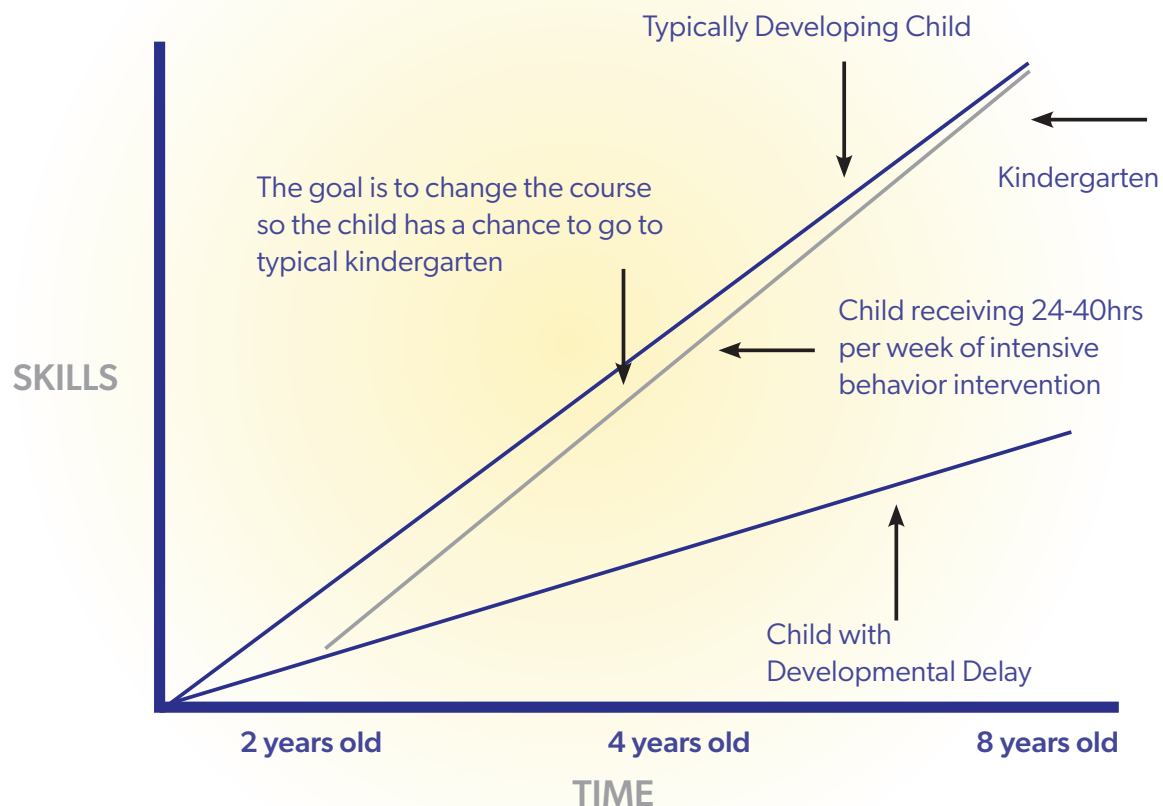 Typically Developing Child
Kindergarten
The goal is to change the course
so the child has a chance to go to
typical kindergarten
Child receiving 24-40hrs
per week of intensive
behavior intervention
SKILLS
Child with
Developmental Delay
2 years old
4 years old
8 years old
TIME